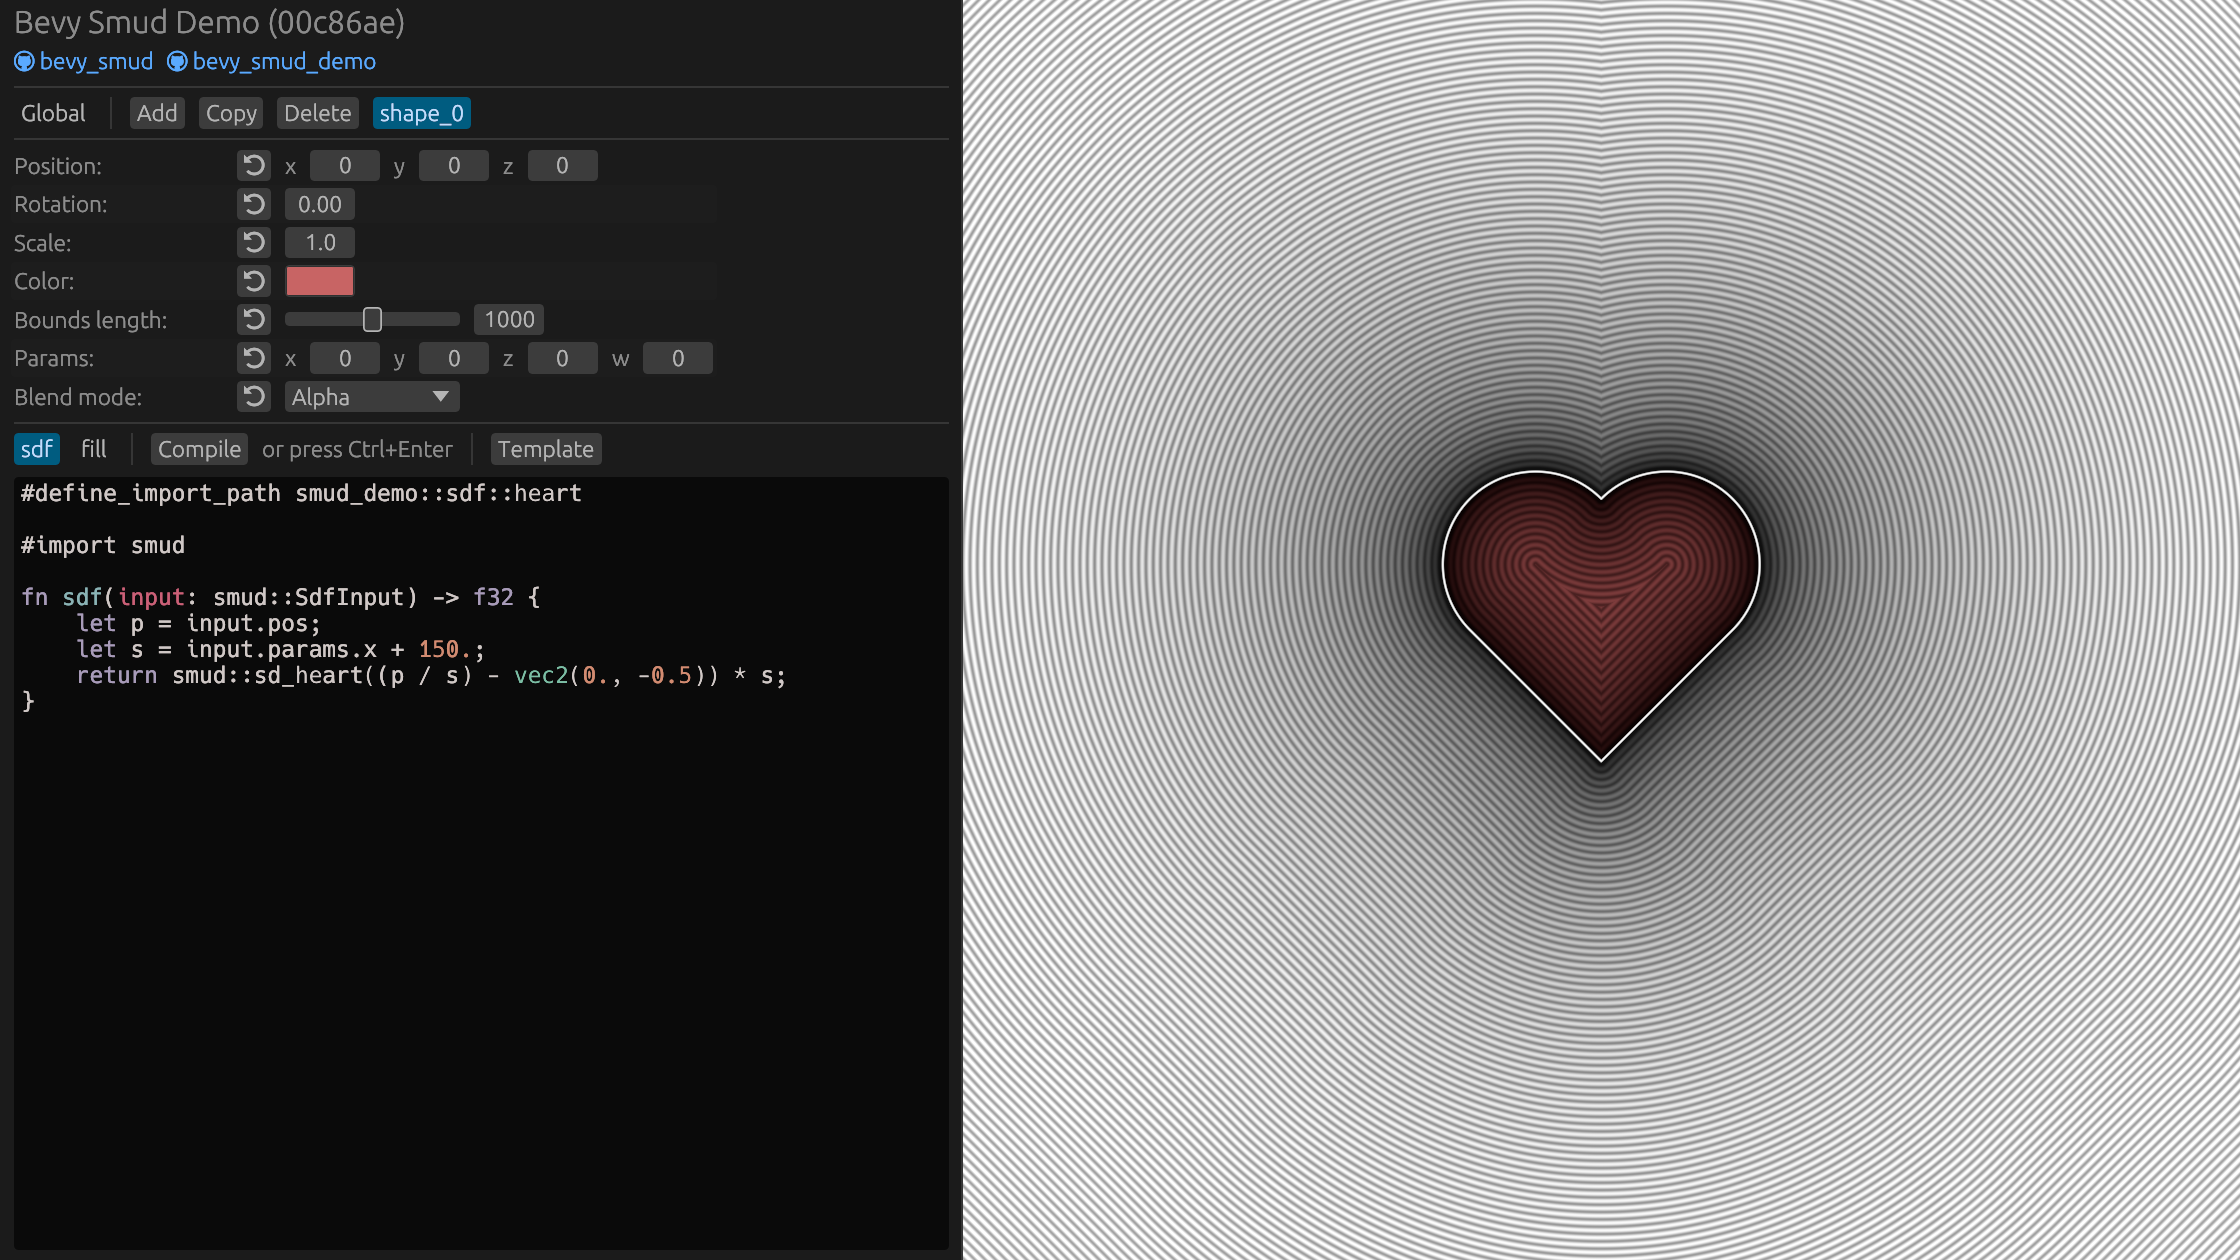 Bevy Smud Demo (00c86ae)
bevy_smud bevy_smud_demo
Global Add Copy Delete shape_0
Position: x 0 y 0 z 0
Rotation: 0.00
Scale: 1.0
Color:
Bounds length: 1000
Params: x 0 y 0 z 0 w 0
Blend mode: Alpha
sdf fill Compile or press Ctrl+Enter Template
#define_import_path smud_demo::sdf::heart
#import smud
fn sdf(input: smud::SdfInput) -> f32 {
    let p = input.pos;
    let s = input.params.x + 150.;
    return smud::sd_heart((p / s) - vec2(0., -0.5)) * s;
}